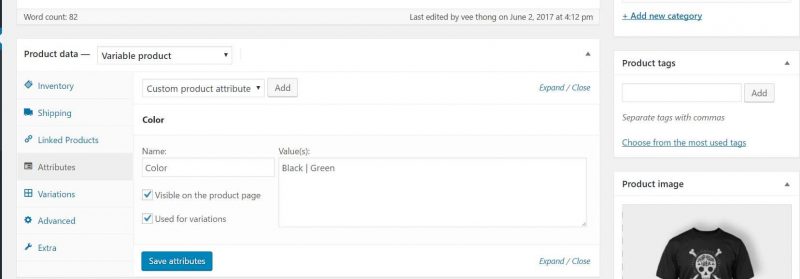 Word count: 82
Last edited by vee thong on June 2, 2017 at 4:12 pm
Product data — Variable product
Inventory
Shipping
Linked Products
Attributes
Variations
Advanced
Extra
Custom product attribute Add
Expand / Close
Color
Name:
Color
Visible on the product page
Used for variations
Value(s):
Black | Green
Save attributes
Expand / Close
+ Add new category
Product tags
Add
Separate tags with commas
Choose from the most used tags
Product image